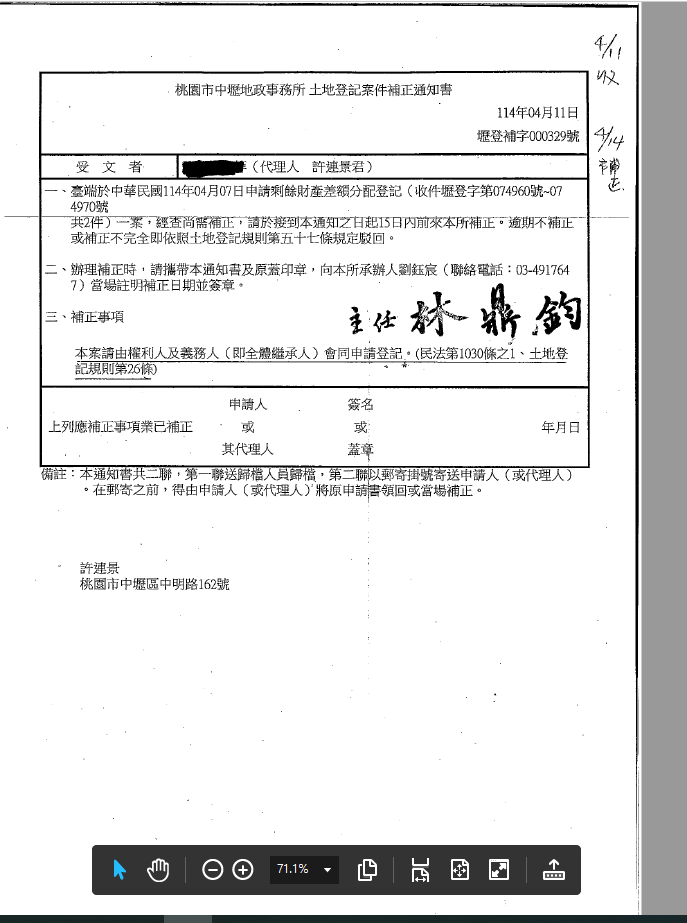 4/11
收
桃園市中壢地政事務所 土地登記案件補正通知書
114年04月11日
壢登補字000329號
4/14
補正
受文者
(代理人 許連景君)
一、臺端於中華民國114年04月07日申請剩餘財產差額分配登記(收件壢登字第074960號~07
4970號
共2件)一案,經查尚需補正,請於接到本通知之日起15日內前來本所補正。逾期不補正
或補正不完全即依照土地登記規則第五十七條規定駁回。
二、辦理補正時,請攜帶本通知書及原蓋印章,向本所承辦人劉鈺宸(聯絡電話:03-491764
7)當場註明補正日期並簽章。
主任 林鼎鈞
三、補正事項
本案請由權利人及義務人(即全體繼承人)會同申請登記。(民法第1030條之1、土地登
記規則第26條)
申請人 簽名
上列應補正事項業已補正 或 或 年月日
其代理人 蓋章
備註:本通知書共二聯,第一聯送歸檔人員歸檔,第二聯以郵寄掛號寄送申請人(或代理人)
。在郵寄之前,得由申請人(或代理人)將原申請書領回或當場補正。
許連景
桃園市中壢區中明路162號
71.1%